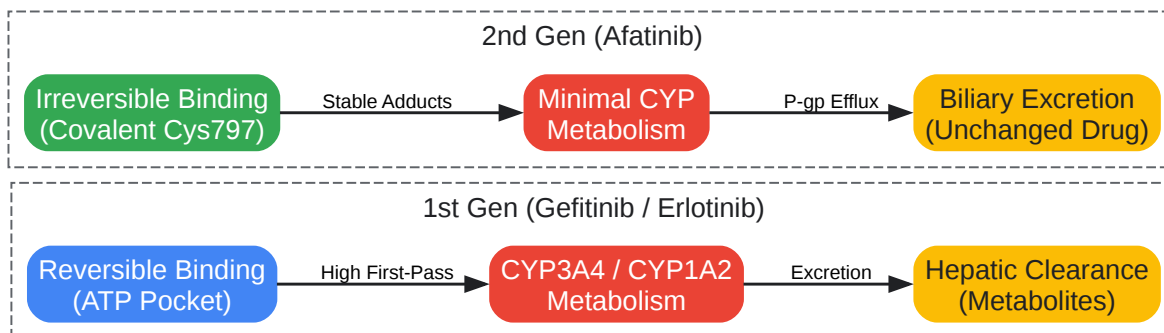 2nd Gen (Afatinib)
Irreversible Binding
(Covalent Cys797)
Stable Adducts
Minimal CYP
Metabolism
P-gp Efflux
Biliary Excretion
(Unchanged Drug)
1st Gen (Gefitinib / Erlotinib)
Reversible Binding
(ATP Pocket)
High First-Pass
CYP3A4 / CYP1A2
Metabolism
Excretion
Hepatic Clearance
(Metabolites)